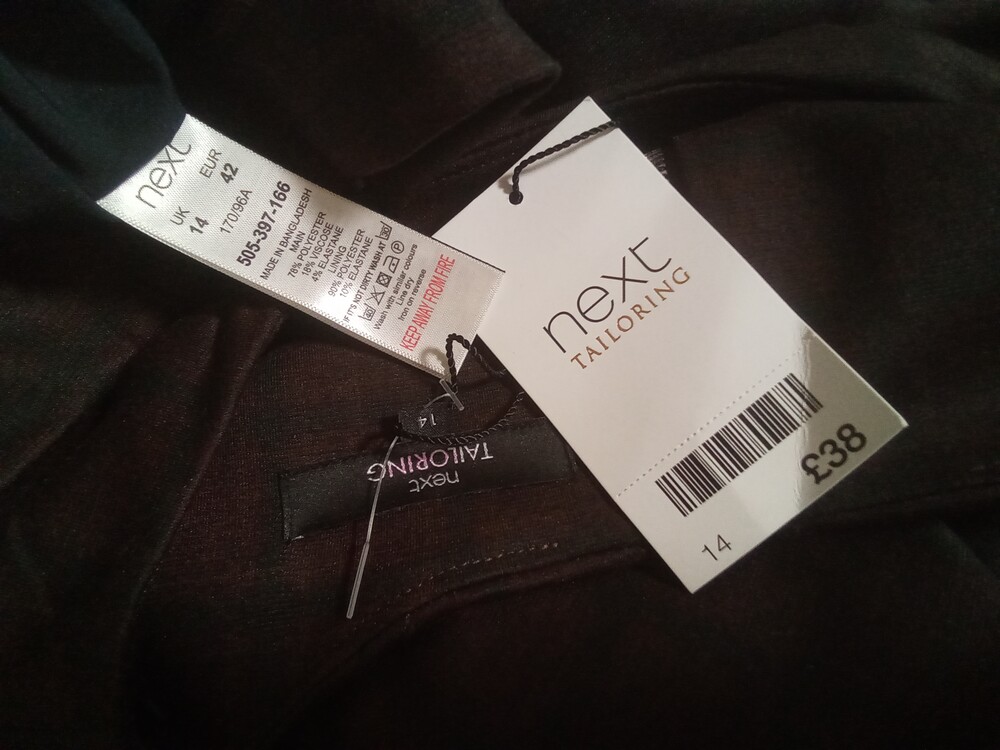 next
UK
EUR
14
42
170/96A
505-397-166
MADE IN BANGLADESH
MAIN
78% POLYESTER
18% VISCOSE
4% ELASTANE
LINING
90% POLYESTER
10% ELASTANE
IF IT'S NOT DIRTY WASH AT 30
40
P
Wash with similar colours
Line dry
Iron on reverse
KEEP AWAY FROM FIRE
next
TAILORING
£38
14
14
next
TAILORING